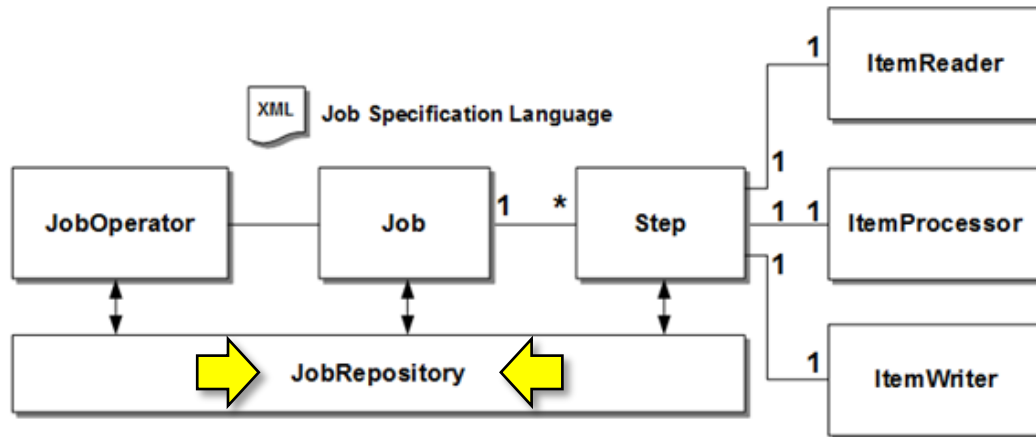 1
ItemReader
XML
Job Specification Language
1
JobOperator
Job
1
*
Step
1
1
ItemProcessor
1
JobRepository
1
ItemWriter